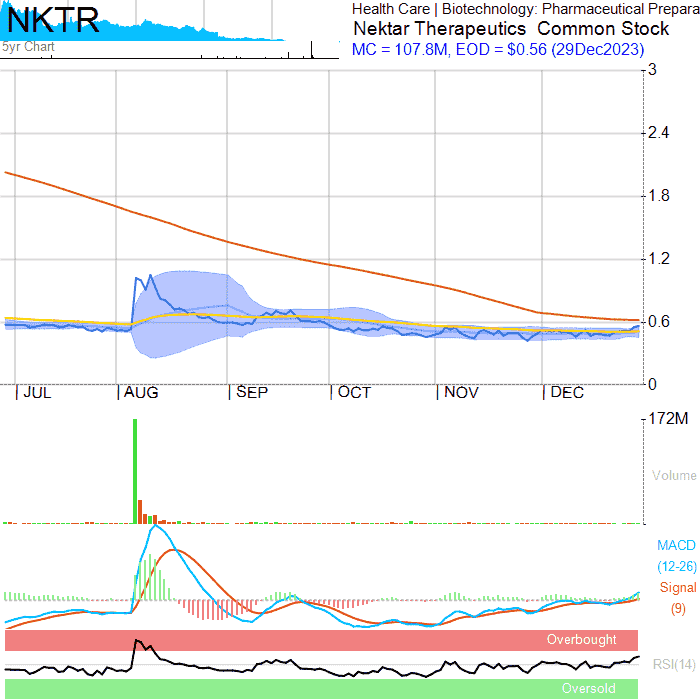 NKTR
5yr Chart
Health Care | Biotechnology: Pharmaceutical Prepara
Nektar Therapeutics Common Stock
MC = 107.8M, EOD = $0.56 (29Dec2023)
3
2.4
1.8
1.2
0.6
0
JUL AUG SEP OCT NOV DEC
172M
Volume
MACD
(12-26)
Signal
(9)
Overbought
RSI(14)
Oversold